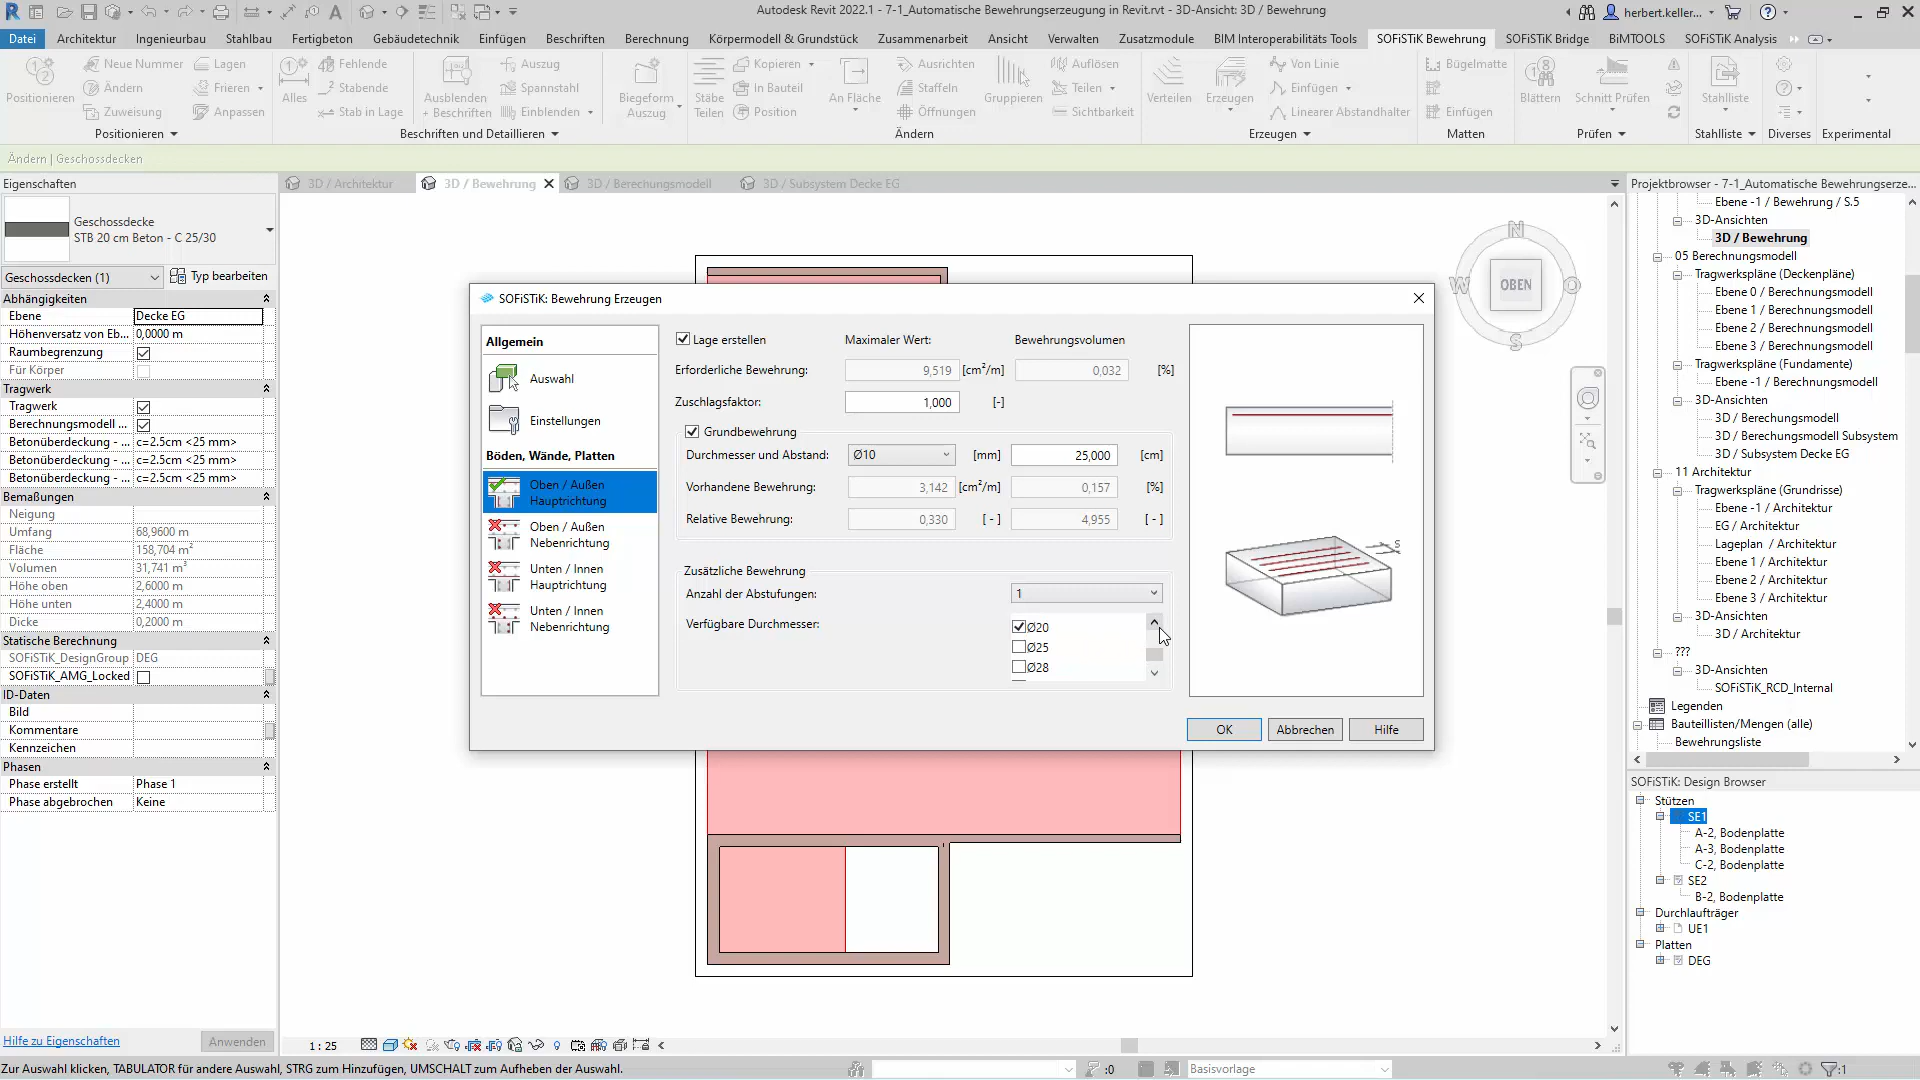 Autodesk Revit 2022.1 - 7-1_Automatische Bewehrungserzeugung in Revit.rvt - 3D-Ansicht: 3D / Bewehrung
herbert.keller...
Datei Architektur Ingenieurbau Stahlbau Fertigbeton Gebäudetechnik Einfügen Beschriften Berechnung Körpermodell & Grundstück Zusammenarbeit Ansicht Verwalten Zusatzmodule BIM Interoperabilitäts Tools SOFiSTiK Bewehrung SOFiSTiK Bridge BiMTOOLS SOFiSTiK Analysis
Neue Nummer Lagen Fehlende Auszug Kopieren Ausrichten Auflösen Von Linie Bügelmatte
Positionieren Ändern Frieren Alles Stabende Ausblenden + Beschriften Spannstahl Biegeform Auszug Stäbe Teilen In Bauteil An Fläche Staffeln Gruppieren Teilen Verteilen Erzeugen Einfügen Blättern Schnitt Prüfen Stahlliste
Zuweisung Anpassen Stab in Lage Einblenden Position Öffnungen Sichtbarkeit Linearer Abstandhalter Einfügen
Positionieren Beschriften und Detaillieren Ändern Erzeugen Matten Prüfen Stahlliste Diverses Experimental
Ändern | Geschossdecken
Eigenschaften
Geschossdecke
STB 20 cm Beton - C 25/30
Geschossdecken (1) Typ bearbeiten
Abhängigkeiten
Ebene Decke EG
Höhenversatz von Eb... 0,0000 m
Raumbegrenzung
Für Körper
Tragwerk
Tragwerk
Berechnungsmodell ...
Betonüberdeckung - ... c=2.5cm <25 mm>
Betonüberdeckung - ... c=2.5cm <25 mm>
Betonüberdeckung - ... c=2.5cm <25 mm>
Bemaßungen
Neigung
Umfang 68,9600 m
Fläche 158,704 m²
Volumen 31,741 m³
Höhe oben 2,6000 m
Höhe unten 2,4000 m
Dicke 0,2000 m
Statische Berechnung
SOFiSTiK_DesignGroup DEG
SOFiSTiK_AMG_Locked
ID-Daten
Bild
Kommentare
Kennzeichen
Phasen
Phase erstellt Phase 1
Phase abgebrochen Keine
Hilfe zu Eigenschaften Anwenden
3D / Architektur 3D / Bewehrung 3D / Berechungsmodell 3D / Subsystem Decke EG
SOFiSTiK: Bewehrung Erzeugen
Allgemein
Auswahl
Einstellungen
Böden, Wände, Platten
Oben / Außen
Hauptrichtung
Oben / Außen
Nebenrichtung
Unten / Innen
Hauptrichtung
Unten / Innen
Nebenrichtung
Lage erstellen Maximaler Wert: Bewehrungsvolumen
Erforderliche Bewehrung: 9,519 [cm²/m] 0,032 [%]
Zuschlagsfaktor: 1,000 [-]
Grundbewehrung
Durchmesser und Abstand: Ø10 [mm] 25,000 [cm]
Vorhandene Bewehrung: 3,142 [cm²/m] 0,157 [%]
Relative Bewehrung: 0,330 [ - ] 4,955 [ - ]
Zusätzliche Bewehrung
Anzahl der Abstufungen: 1
Verfügbare Durchmesser:
Ø20
Ø25
Ø28
S
OK Abbrechen Hilfe
N
W OBEN O
S
Projektbrowser - 7-1_Automatische Bewehrungserze...
Ebene -1 / Bewehrung / S.5
3D-Ansichten
3D / Bewehrung
05 Berechnungsmodell
Tragwerkspläne (Deckenpläne)
Ebene 0 / Berechnungsmodell
Ebene 1 / Berechnungsmodell
Ebene 2 / Berechnungsmodell
Ebene 3 / Berechnungsmodell
Tragwerkspläne (Fundamente)
Ebene -1 / Berechnungsmodell
3D-Ansichten
3D / Berechungsmodell
3D / Berechungsmodell Subsystem
3D / Subsystem Decke EG
11 Architektur
Tragwerkspläne (Grundrisse)
Ebene -1 / Architektur
EG / Architektur
Lageplan / Architektur
Ebene 1 / Architektur
Ebene 2 / Architektur
Ebene 3 / Architektur
3D-Ansichten
3D / Architektur
???
3D-Ansichten
SOFiSTiK_RCD_Internal
Legenden
Bauteillisten/Mengen (alle)
Bewehrungsliste
SOFiSTiK: Design Browser
Stützen
SE1
A-2, Bodenplatte
A-3, Bodenplatte
C-2, Bodenplatte
SE2
B-2, Bodenplatte
Durchlaufträger
UE1
Platten
DEG
1 : 25
Zur Auswahl klicken, TABULATOR für andere Auswahl, STRG zum Hinzufügen, UMSCHALT zum Aufheben der Auswahl. :0 Basisvorlage :1